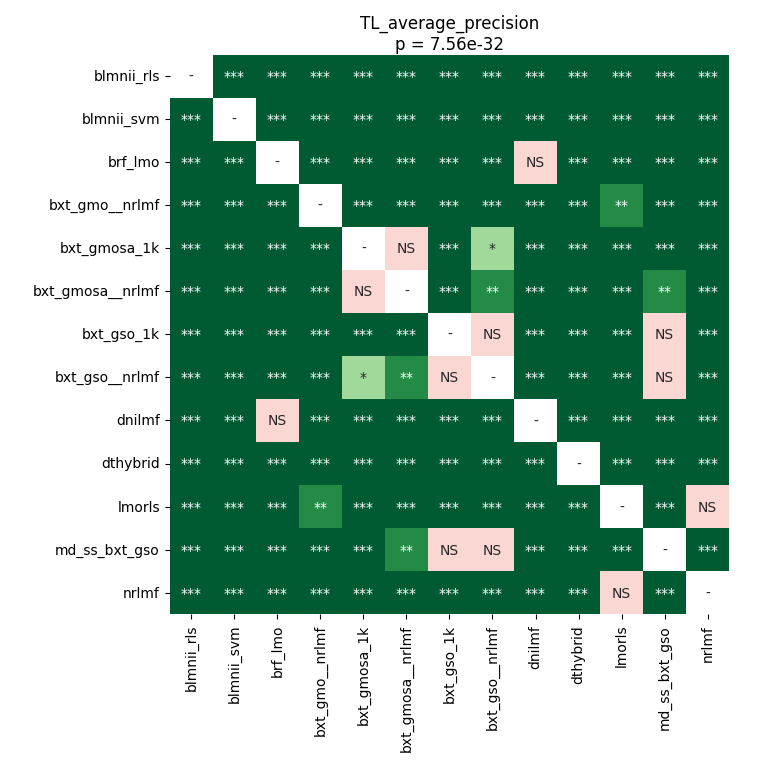 TL_average_precision
p = 7.56e-32
blmnii_rls - *** *** *** *** *** *** *** *** *** *** *** ***
blmnii_svm *** - *** *** *** *** *** *** *** *** *** *** ***
brf_lmo *** *** - *** *** *** *** *** NS *** *** *** ***
bxt_gmo__nrlmf *** *** *** - *** *** *** *** *** *** ** *** ***
bxt_gmosa_1k *** *** *** *** - NS *** * *** *** *** *** ***
bxt_gmosa__nrlmf *** *** *** *** NS - *** ** *** *** *** ** ***
bxt_gso_1k *** *** *** *** *** *** - NS *** *** *** NS ***
bxt_gso__nrlmf *** *** *** *** * ** NS - *** *** *** NS ***
dnilmf *** *** NS *** *** *** *** *** - *** *** *** ***
dthybrid *** *** *** *** *** *** *** *** *** - *** *** ***
lmorls *** *** *** ** *** *** *** *** *** *** - *** NS
md_ss_bxt_gso *** *** *** *** *** ** NS NS *** *** *** - ***
nrlmf *** *** *** *** *** *** *** *** *** *** NS *** -
blmnii_rls
blmnii_svm
brf_lmo
bxt_gmo__nrlmf
bxt_gmosa_1k
bxt_gmosa__nrlmf
bxt_gso_1k
bxt_gso__nrlmf
dnilmf
dthybrid
lmorls
md_ss_bxt_gso
nrlmf